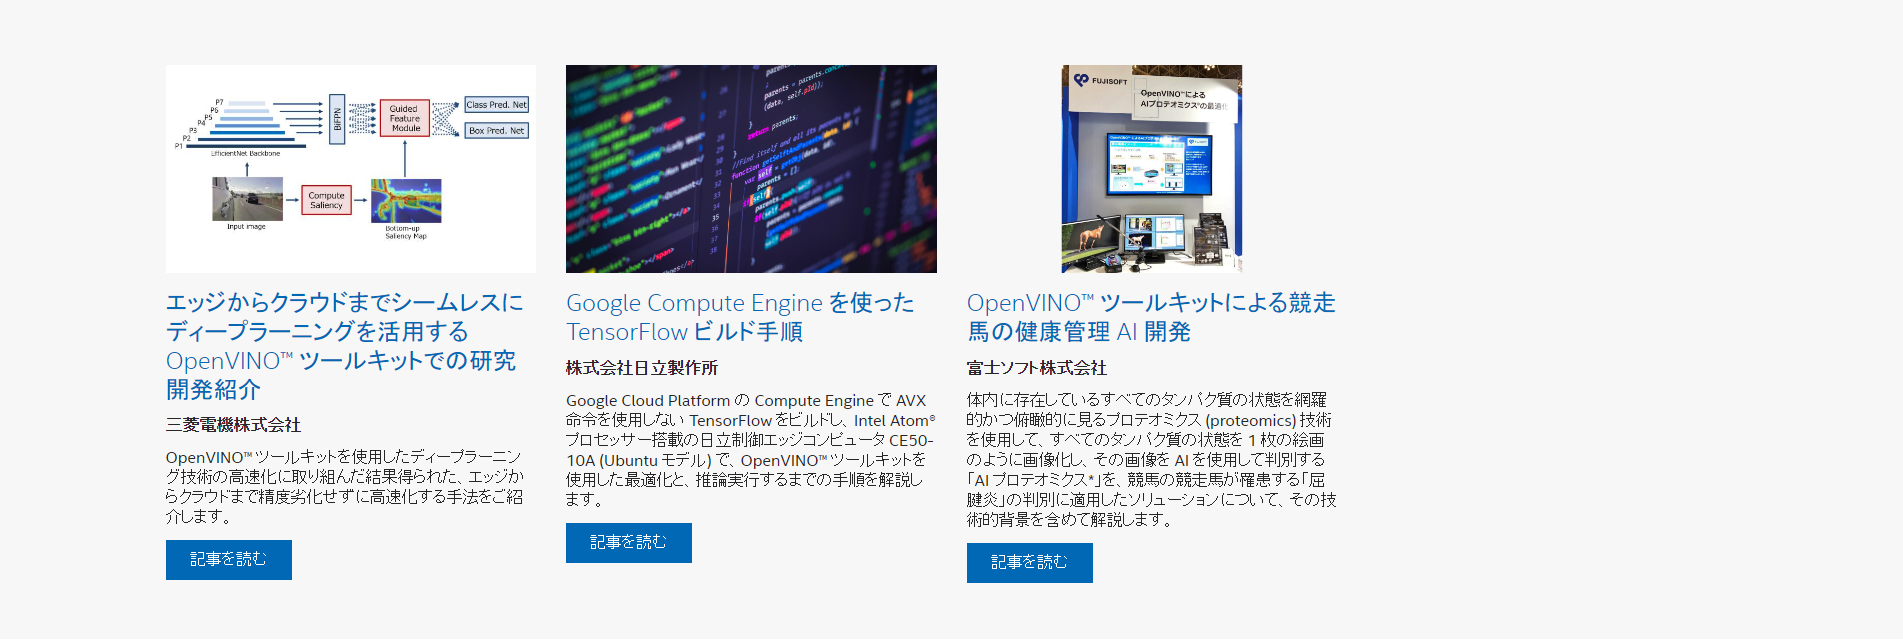 P7
P6
P5
P4
P3
P2
P1
EfficientNet Backbone
BiFPN
Guided
Feature
Module
Class Pred. Net
Box Pred. Net
Input image
Compute
Saliency
Bottom-up
Saliency Map
エッジからクラウドまでシームレスに
ディープラーニングを活用する
OpenVINO™ ツールキットでの研究
開発紹介
三菱電機株式会社
OpenVINO™ ツールキットを使用したディープラーニン
グ技術の高速化に取り組んだ結果得られた、エッジか
らクラウドまで精度劣化せずに高速化する手法をご紹
介します。
記事を読む
return parents;
//Find itself and all its parents
function getSelfAndParents(data, id) {
var self = getObj(data, id),
parents = [];
Google Compute Engine を使った
TensorFlow ビルド手順
株式会社日立製作所
Google Cloud Platform の Compute Engine で AVX
命令を使用しない TensorFlow をビルドし、Intel Atom®
プロセッサー搭載の日立制御エッジコンピュータ CE50-
10A (Ubuntu モデル) で、OpenVINO™ ツールキットを
使用した最適化と、推論実行するまでの手順を解説し
ます。
記事を読む
FUJISOFT
OpenVINO™による
AIプロテオミクス*の最適化
OpenVINO™ ツールキットによる競走
馬の健康管理 AI 開発
富士ソフト株式会社
体内に存在しているすべてのタンパク質の状態を網羅
的かつ俯瞰的に見るプロテオミクス (proteomics) 技術
を使用して、すべてのタンパク質の状態を 1 枚の絵画
のように画像化し、その画像を AI を使用して判別する
「AI プロテオミクス*」を、競馬の競走馬が罹患する「屈
腱炎」の判別に適用したソリューションについて、その技
術的背景を含めて解説します。
記事を読む